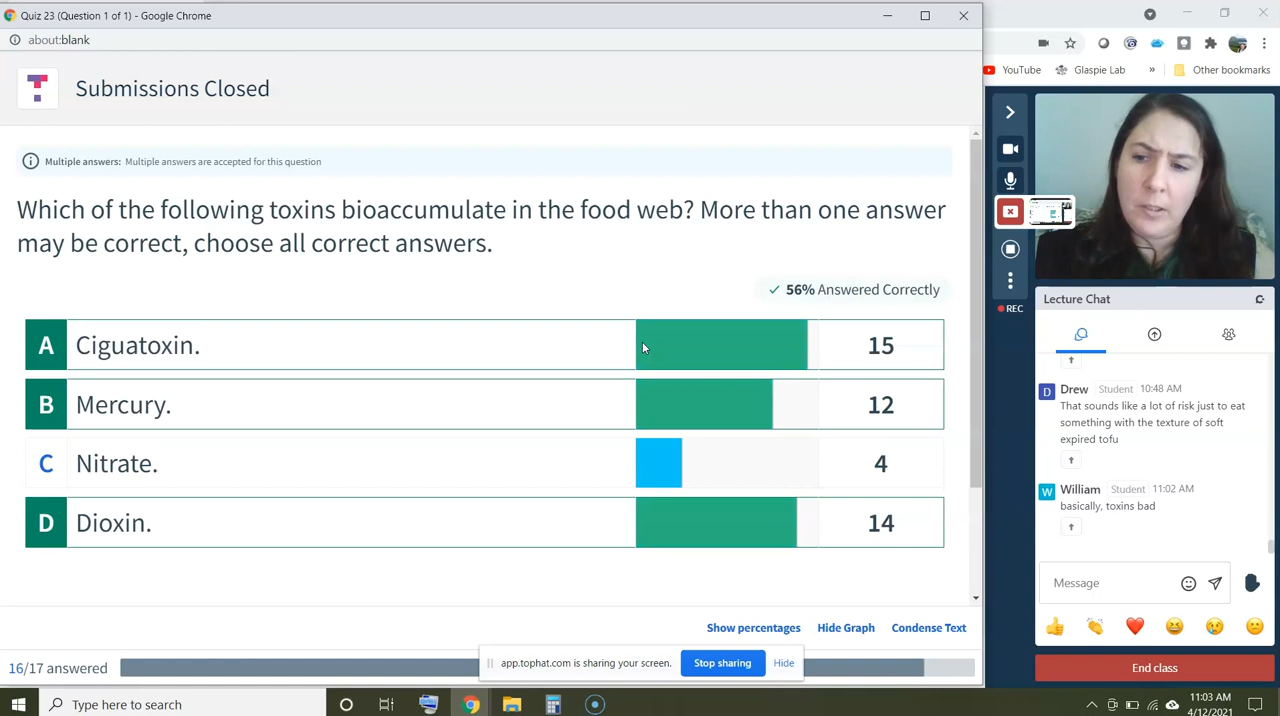 Quiz 23 (Question 1 of 1) - Google Chrome
about:blank
YouTube
Glaspie Lab
»
Other bookmarks
T
Submissions Closed
Multiple answers: Multiple answers are accepted for this question
Which of the following toxins bioaccumulate in the food web? More than one answer
may be correct, choose all correct answers.
✓ 56% Answered Correctly
A Ciguatoxin. 15
B Mercury. 12
C Nitrate. 4
D Dioxin. 14
Show percentages
Hide Graph
Condense Text
16/17 answered
app.tophat.com is sharing your screen.
Stop sharing
Hide
REC
Lecture Chat
D Drew Student 10:48 AM
That sounds like a lot of risk just to eat
something with the texture of soft
expired tofu
W William Student 11:02 AM
basically, toxins bad
Message
End class
Type here to search
11:03 AM
4/12/2021